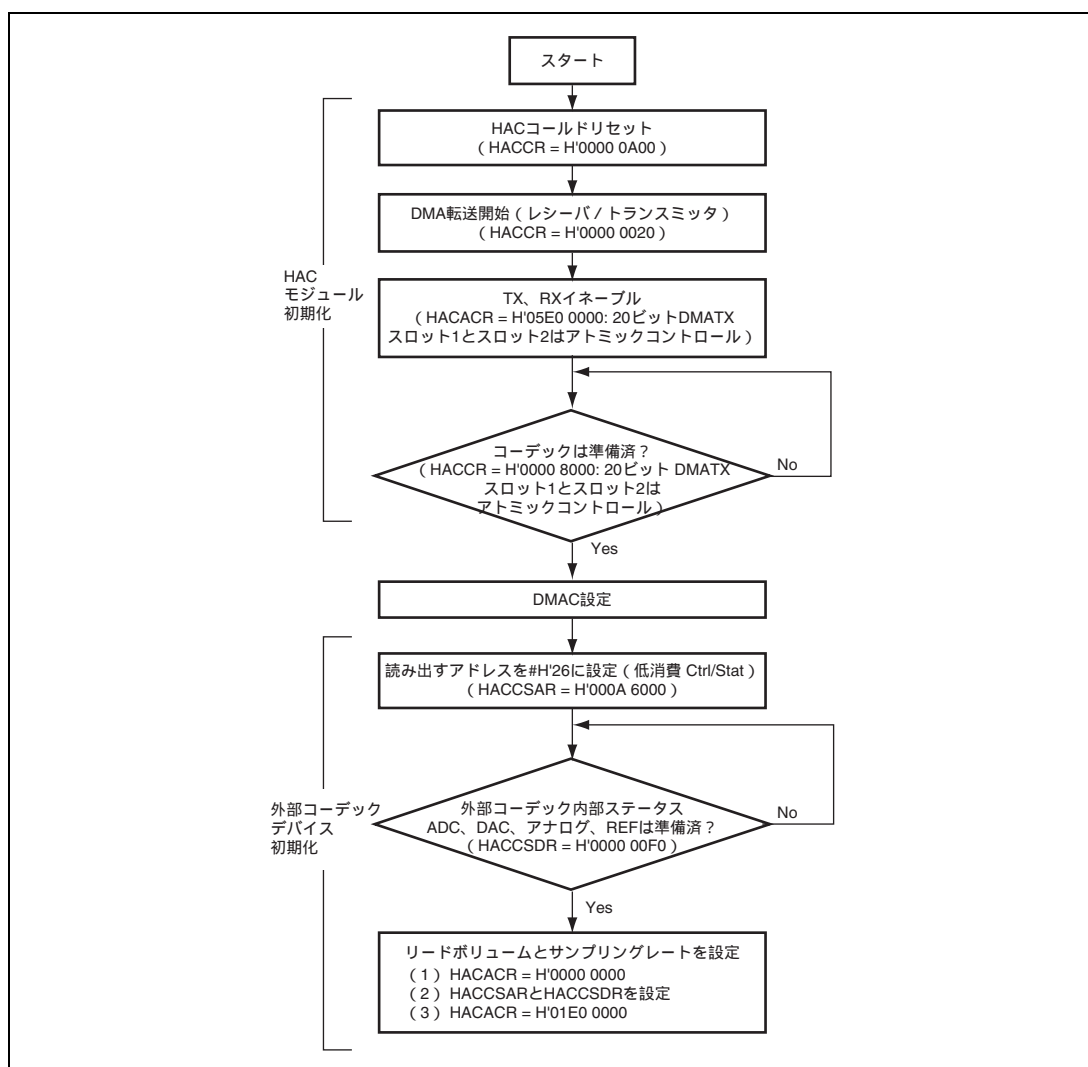 スタート
HACコールドリセット
( HACCR = H'0000 0A00 )
DMA転送開始 ( レシーバ / トランスミッタ )
( HACCR = H'0000 0020 )
HAC
モジュール
初期化
TX、RXイネーブル
( HACACR = H'05E0 0000: 20ビットDMATX
スロット1とスロット2はアトミックコントロール )
コーデックは準備済?
( HACCR = H'0000 8000: 20ビット DMATX
スロット1とスロット2は
アトミックコントロール )
No
Yes
DMAC設定
読み出すアドレスを#H'26に設定 ( 低消費 Ctrl/Stat )
( HACCSAR = H'000A 6000 )
外部コーデック
デバイス
初期化
外部コーデック内部ステータス
ADC、DAC、アナログ、REFは準備済?
( HACCSDR = H'0000 00F0 )
No
Yes
リードボリュームとサンプリングレートを設定
( 1 ) HACACR = H'0000 0000
( 2 ) HACCSARとHACCSDRを設定
( 3 ) HACACR = H'01E0 0000